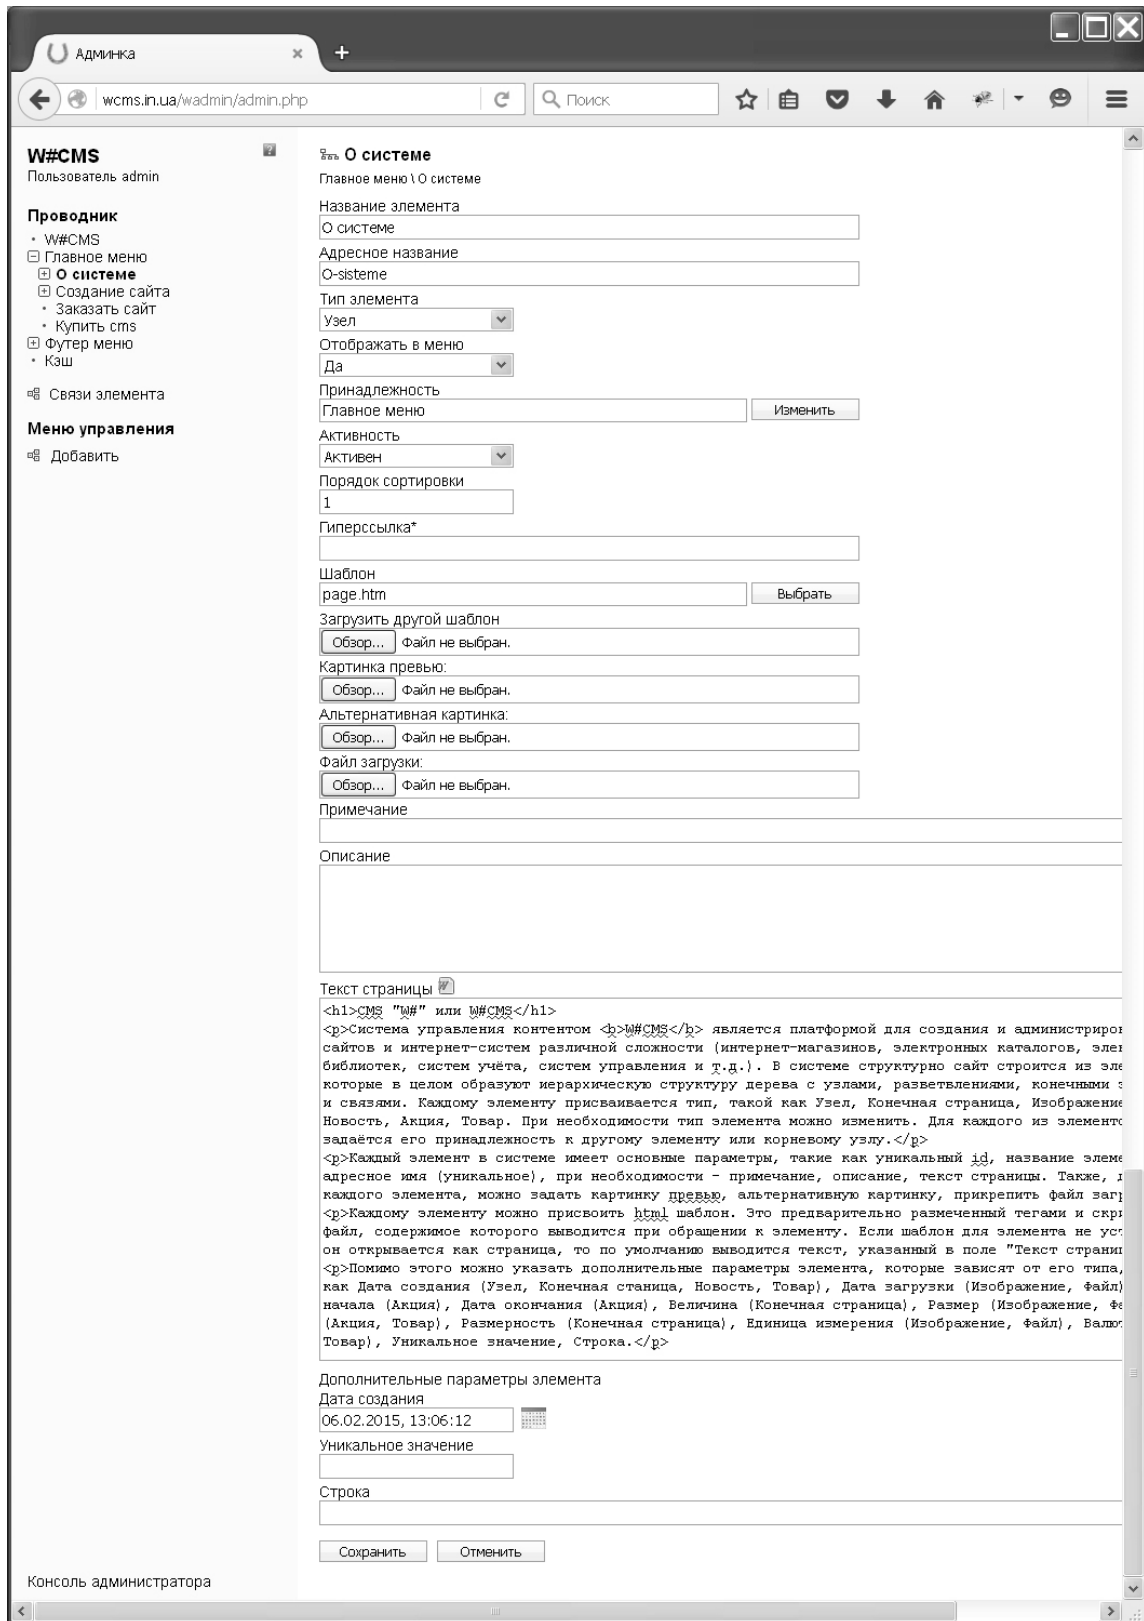 Админка
wcms.in.ua/wadmin/admin.php
Поиск
W#CMS
Пользователь admin
Проводник
W#CMS
Главное меню
О системе
Создание сайта
Заказать сайт
Купить cms
Футер меню
Кэш
Связи элемента
Меню управления
Добавить
Консоль администратора
О системе
Главное меню \ О системе
Название элемента
О системе
Адресное название
O-sisteme
Тип элемента
Узел
Отображать в меню
Да
Принадлежность
Главное меню Изменить
Активность
Активен
Порядок сортировки
1
Гиперссылка*
Шаблон
page.htm Выбрать
Загрузить другой шаблон
Обзор... Файл не выбран.
Картинка превью:
Обзор... Файл не выбран.
Альтернативная картинка:
Обзор... Файл не выбран.
Файл загрузки:
Обзор... Файл не выбран.
Примечание
Описание
Текст страницы
<h1>CMS "W#" или W#CMS</h1>
<p>Система управления контентом <b>W#CMS</b> является платформой для создания и администриров
сайтов и интернет-систем различной сложности (интернет-магазинов, электронных каталогов, элек
библиотек, систем учёта, систем управления и т.д.). В системе структурно сайт строится из эле
которые в целом образуют иерархическую структуру дерева с узлами, разветвлениями, конечными э
и связями. Каждому элементу присваивается тип, такой как Узел, Конечная страница, Изображение
Новость, Акция, Товар. При необходимости тип элемента можно изменить. Для каждого из элементо
задаётся его принадлежность к другому элементу или корневому узлу.</p>
<p>Каждый элемент в системе имеет основные параметры, такие как уникальный id, название элеме
адресное имя (уникальное), при необходимости - примечание, описание, текст страницы. Также, д
каждого элемента, можно задать картинку превью, альтернативную картинку, прикрепить файл загр
<p>Каждому элементу можно присвоить html шаблон. Это предварительно размеченный тегами и скри
файл, содержимое которого выводится при обращении к элементу. Если шаблон для элемента не уст
он открывается как страница, то по умолчанию выводится текст, указанный в поле "Текст страниц
<p>Помимо этого можно указать дополнительные параметры элемента, которые зависят от его типа,
как Дата создания (Узел, Конечная станица, Новость, Товар), Дата загрузки (Изображение, Файл)
начала (Акция), Дата окончания (Акция), Величина (Конечная страница), Размер (Изображение, Фа
(Акция, Товар), Размерность (Конечная страница), Единица измерения (Изображение, Файл), Валют
Товар), Уникальное значение, Строка.</p>
Дополнительные параметры элемента
Дата создания
06.02.2015, 13:06:12
Уникальное значение
Строка
Сохранить Отменить